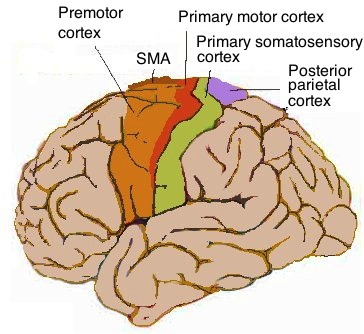 Premotor
cortex
Primary motor cortex
SMA
Primary somatosensory
cortex
Posterior
parietal
cortex